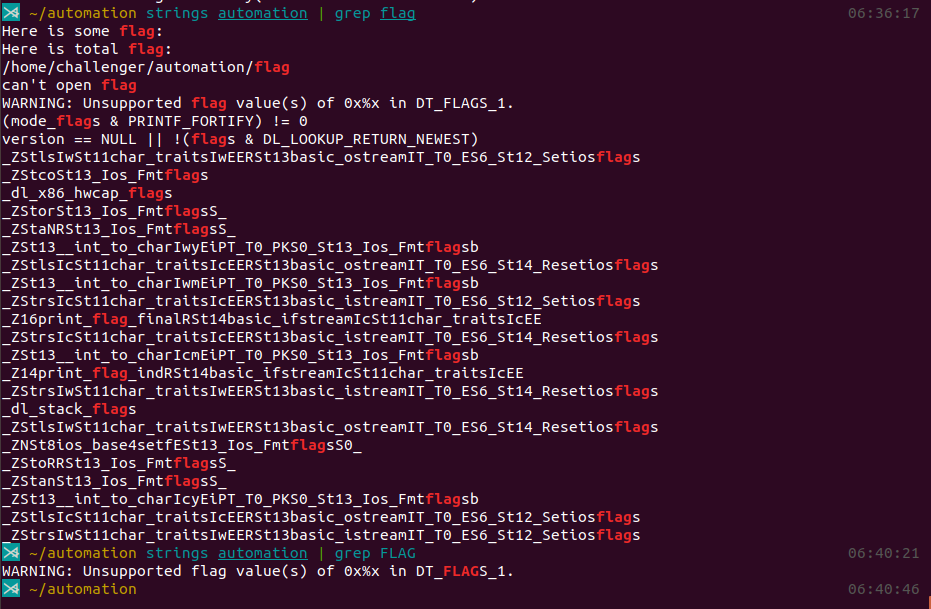 ~/automation strings automation | grep flag 06:36:17
Here is some flag:
Here is total flag:
/home/challenger/automation/flag
can't open flag
WARNING: Unsupported flag value(s) of 0x%x in DT_FLAGS_1.
(mode_flags & PRINTF_FORTIFY) != 0
version == NULL || !(flags & DL_LOOKUP_RETURN_NEWEST)
_ZStlsIwSt11char_traitsIwEERSt13basic_ostreamIT_T0_ES6_St12_Setiosflags
_ZStcoSt13_Ios_Fmtflags
_dl_x86_hwcap_flags
_ZStorSt13_Ios_FmtflagsS_
_ZStaNRSt13_Ios_FmtflagsS_
_ZSt13__int_to_charIwyEiPT_T0_PKS0_St13_Ios_Fmtflagsb
_ZStlsIcSt11char_traitsIcEERSt13basic_ostreamIT_T0_ES6_St14_Resetiosflags
_ZSt13__int_to_charIwmEiPT_T0_PKS0_St13_Ios_Fmtflagsb
_ZStrsIcSt11char_traitsIcEERSt13basic_istreamIT_T0_ES6_St12_Setiosflags
_Z16print_flag_finalRSt14basic_ifstreamIcSt11char_traitsIcEE
_ZStrsIcSt11char_traitsIcEERSt13basic_istreamIT_T0_ES6_St14_Resetiosflags
_ZSt13__int_to_charIcmEiPT_T0_PKS0_St13_Ios_Fmtflagsb
_Z14print_flag_indRSt14basic_ifstreamIcSt11char_traitsIcEE
_ZStrsIwSt11char_traitsIwEERSt13basic_istreamIT_T0_ES6_St14_Resetiosflags
_dl_stack_flags
_ZStlsIwSt11char_traitsIwEERSt13basic_ostreamIT_T0_ES6_St14_Resetiosflags
_ZNSt8ios_base4setfESt13_Ios_FmtflagsS0_
_ZStoRRSt13_Ios_FmtflagsS_
_ZStanSt13_Ios_FmtflagsS_
_ZSt13__int_to_charIcyEiPT_T0_PKS0_St13_Ios_Fmtflagsb
_ZStlsIcSt11char_traitsIcEERSt13basic_ostreamIT_T0_ES6_St12_Setiosflags
_ZStrsIwSt11char_traitsIwEERSt13basic_istreamIT_T0_ES6_St12_Setiosflags
~/automation strings automation | grep FLAG 06:40:21
WARNING: Unsupported flag value(s) of 0x%x in DT_FLAGS_1.
~/automation 06:40:46